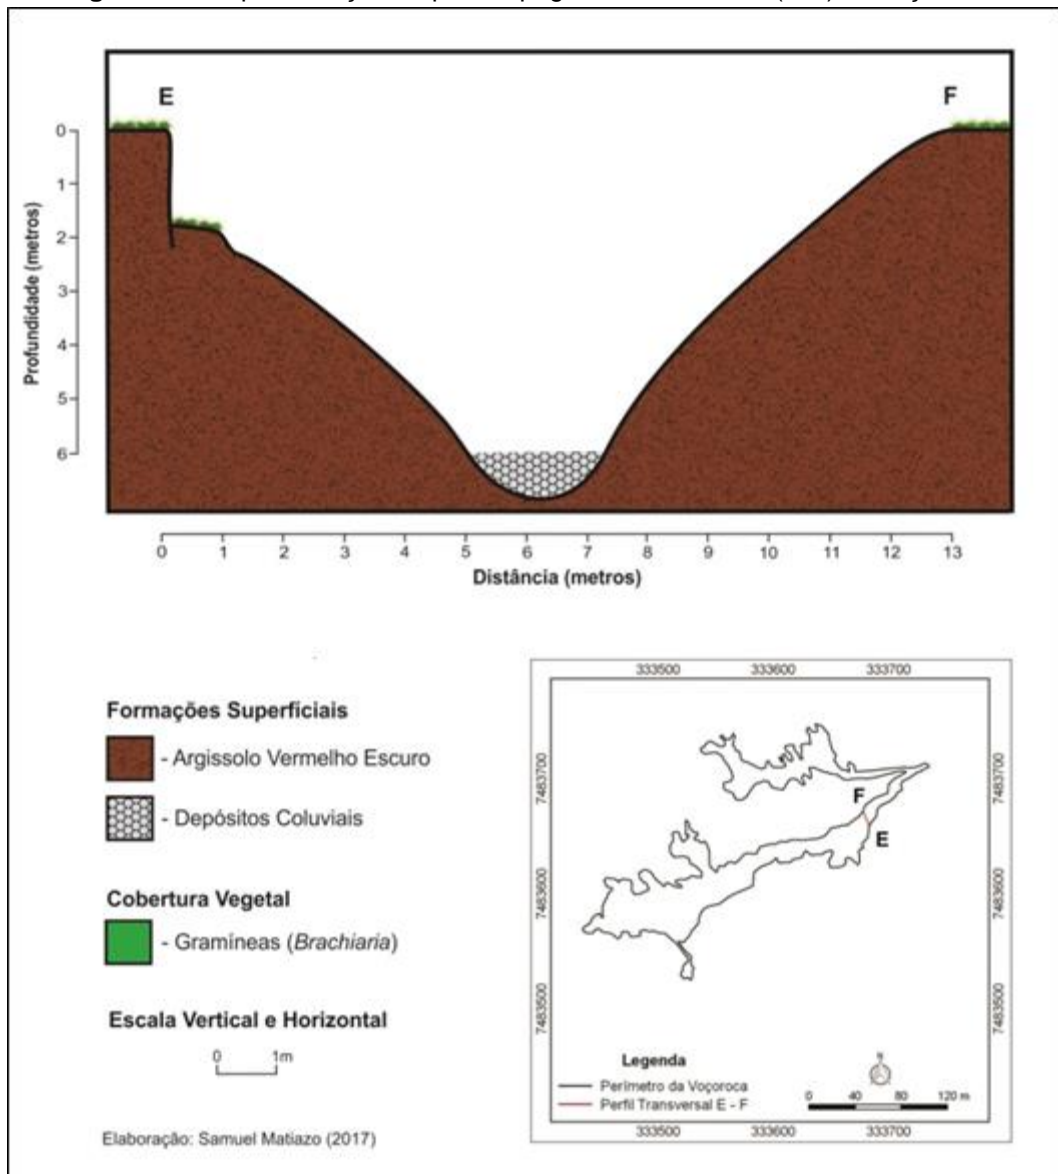 E
F
0
1
2
3
4
5
6
Profundidade (metros)
0 1 2 3 4 5 6 7 8 9 10 11 12 13
Distância (metros)
Formações Superficiais
- Argissolo Vermelho Escuro
- Depósitos Coluviais
Cobertura Vegetal
- Gramíneas (Brachiaria)
Escala Vertical e Horizontal
0 1m
Elaboração: Samuel Matiazo (2017)
333500 333600 333700
7483700
7483600
7483500
7483700
7483600
7483500
F
E
Legenda
Perímetro da Voçoroca
Perfil Transversal E - F
N
0 40 80 120 m
333500 333600 333700